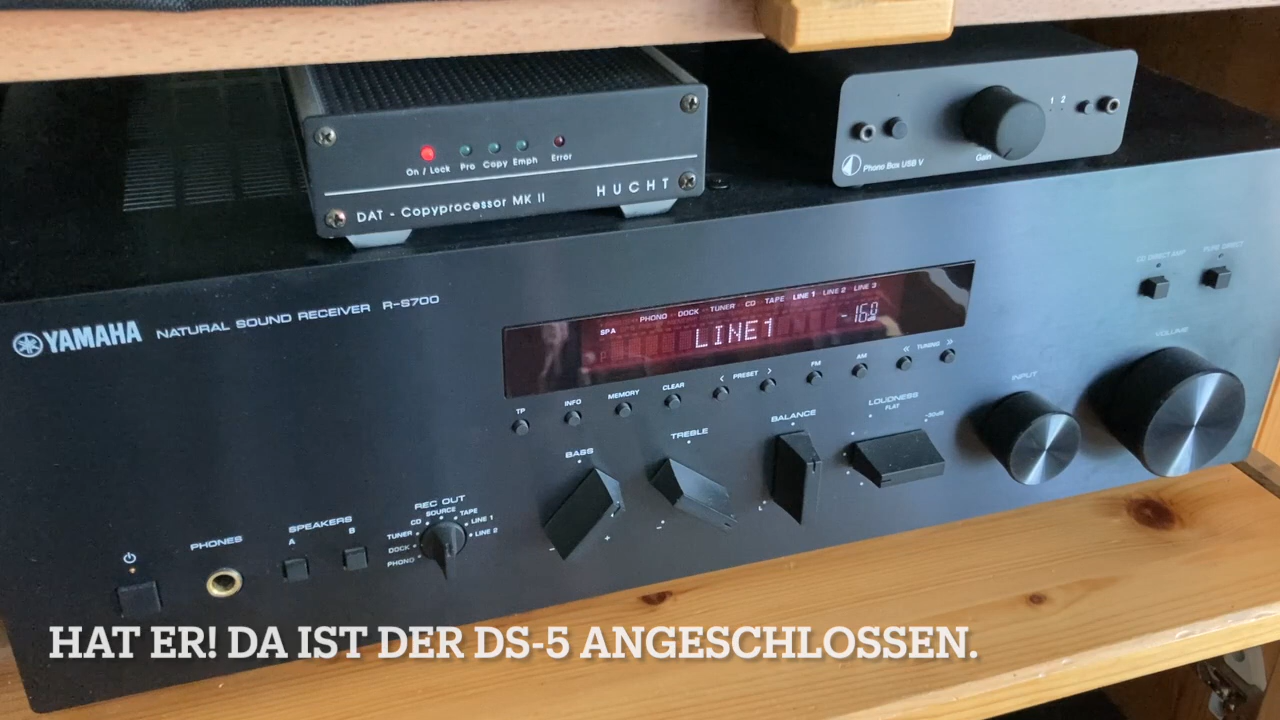 On / Lock Pro Copy Emph Error
HUCHT
DAT - Copyprocessor MK II
1 2
Phono Box USB V
Gain
CD DIRECT AMP PURE DIRECT
YAMAHA NATURAL SOUND RECEIVER R-S700
PHONO DOCK TUNER CD TAPE LINE 1 LINE 2 LINE 3
SPA
LINE1
-16.0
dB
VOLUME
TP INFO MEMORY CLEAR < PRESET > FM AM << TUNING >>
INPUT
BASS TREBLE BALANCE LOUDNESS
FLAT
-30dB
- +
- 
L
REC OUT
PHONO DOCK TUNER CD SOURCE TAPE LINE 1 LINE 2
SPEAKERS
A B
PHONES
HAT ER! DA IST DER DS-5 ANGESCHLOSSEN.